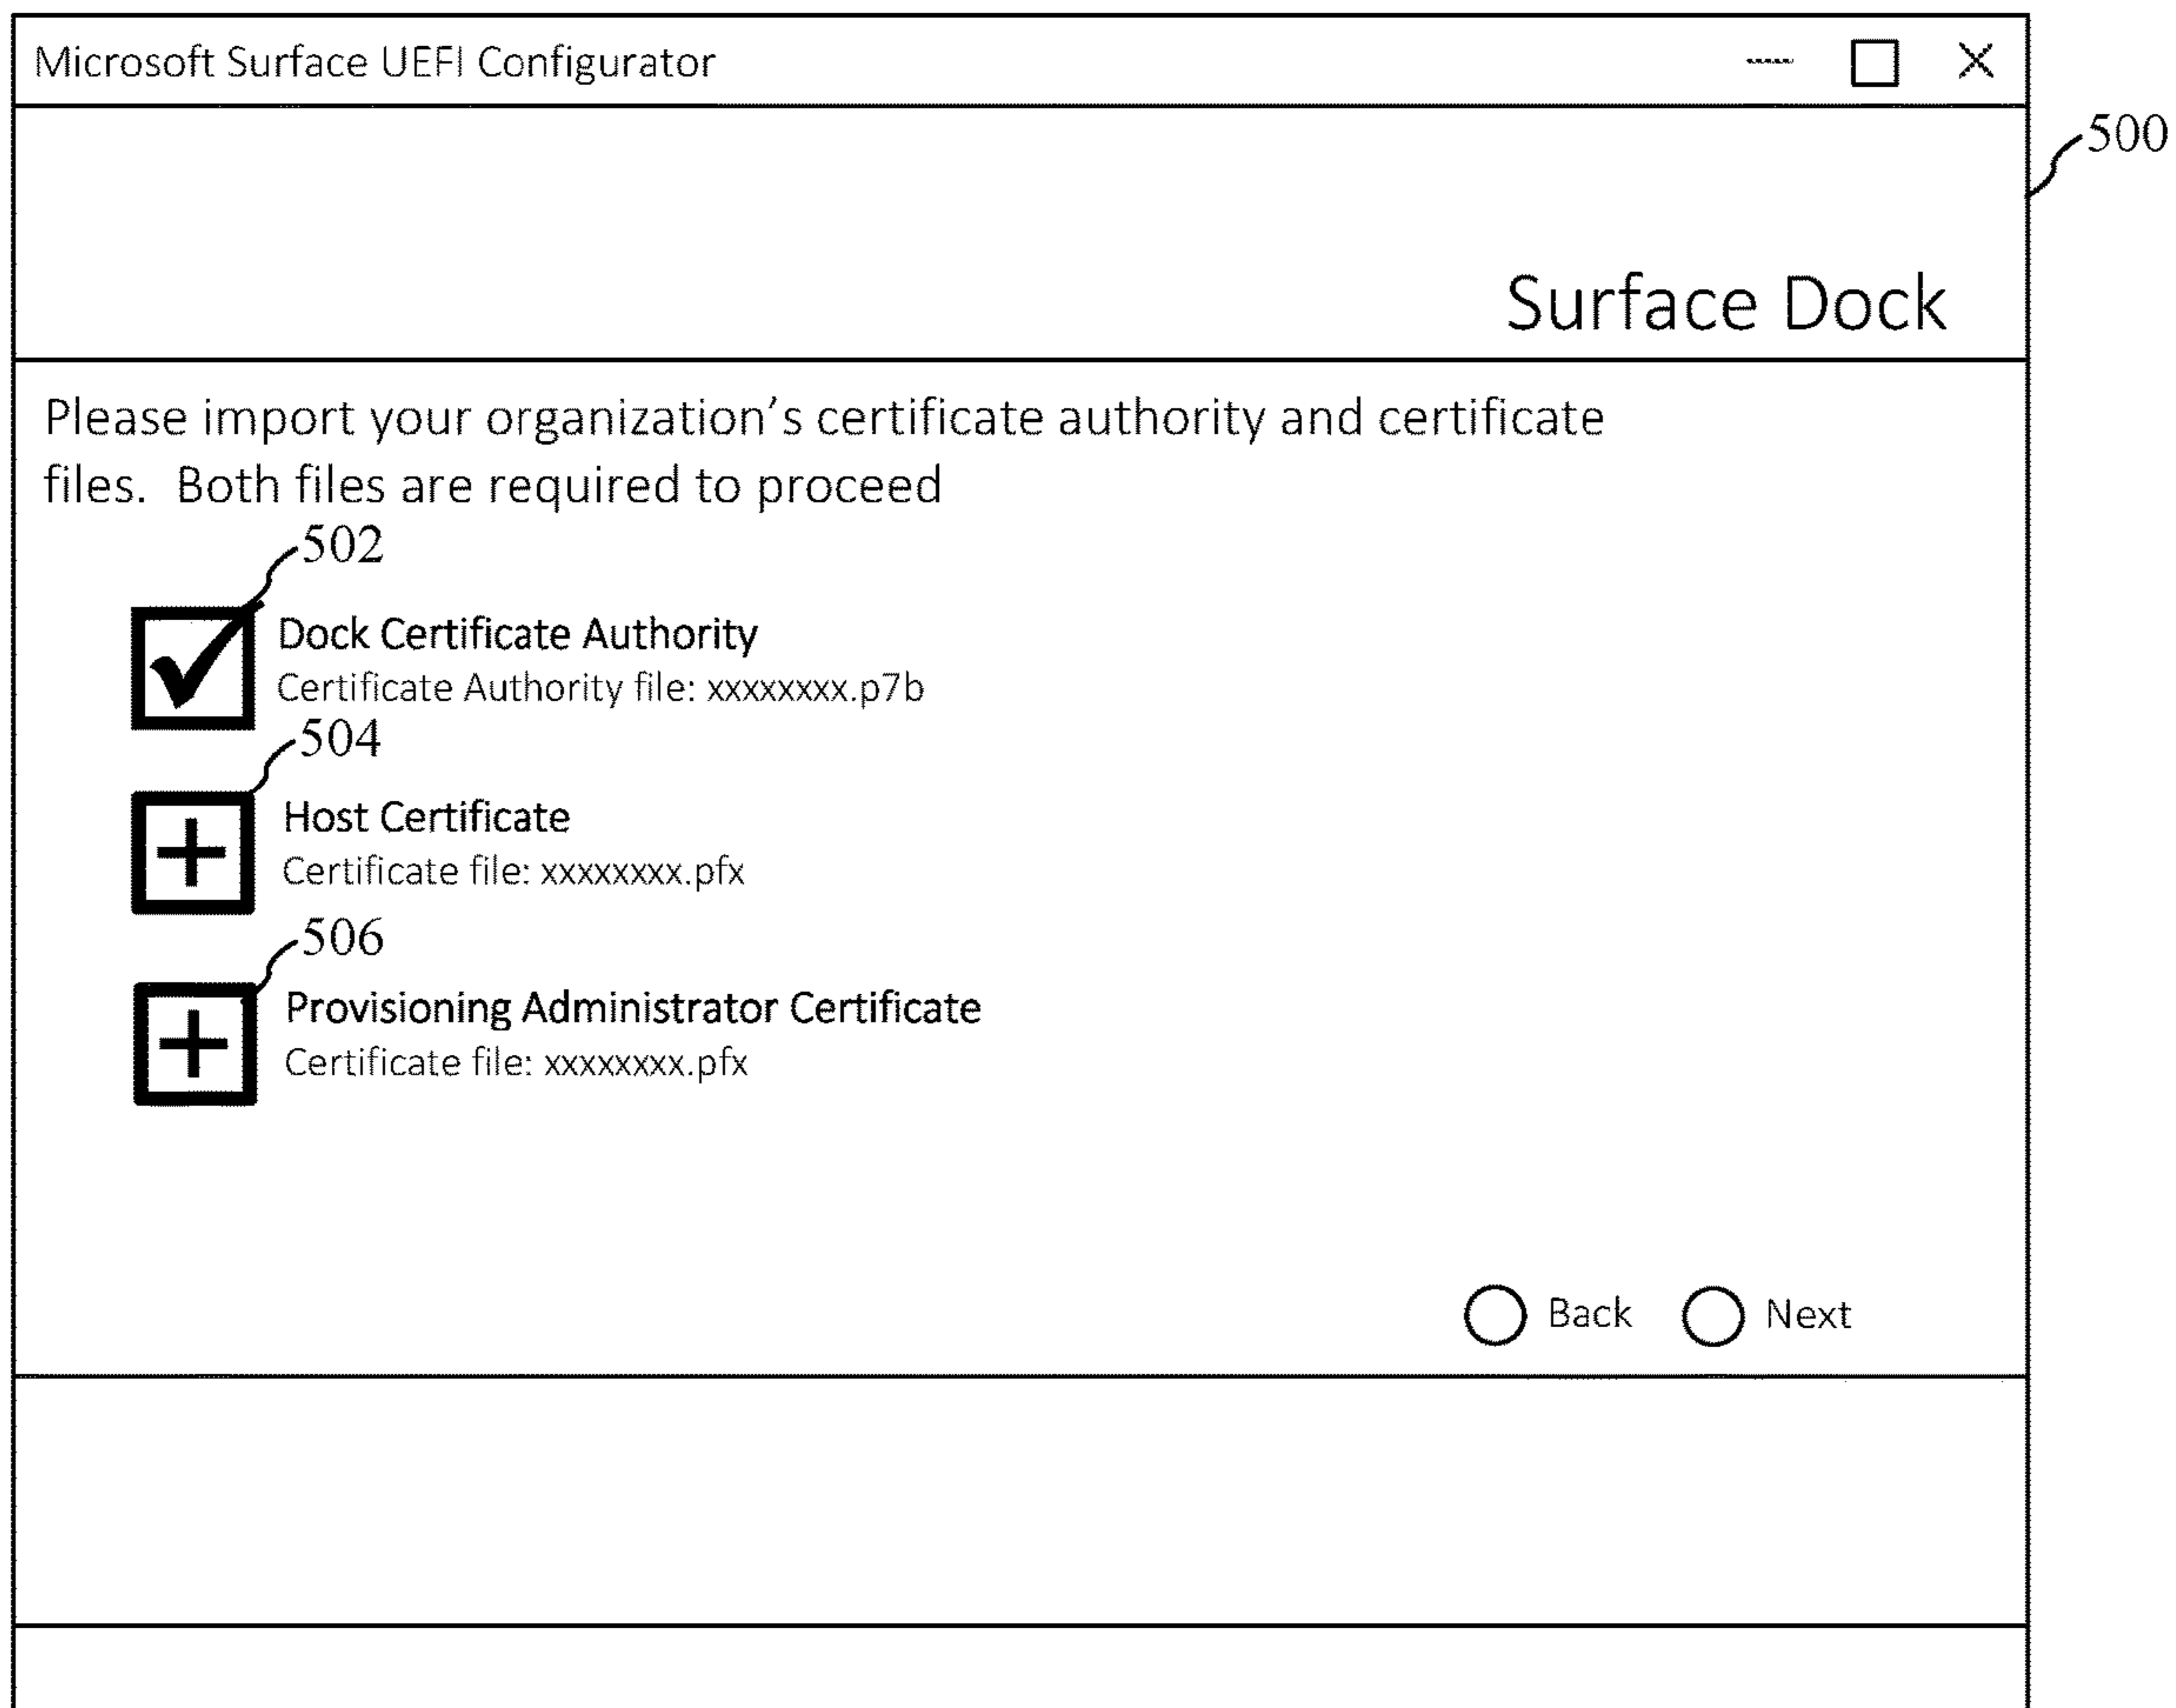 Microsoft Surface UEFI Configurator
500
Surface Dock
Please import your organization’s certificate authority and certificate
files.  Both files are required to proceed
502
Dock Certificate Authority
Certificate Authority file: xxxxxxxx.p7b
504
Host Certificate
Certificate file: xxxxxxxx.pfx
506
Provisioning Administrator Certificate
Certificate file: xxxxxxxx.pfx
Back Next